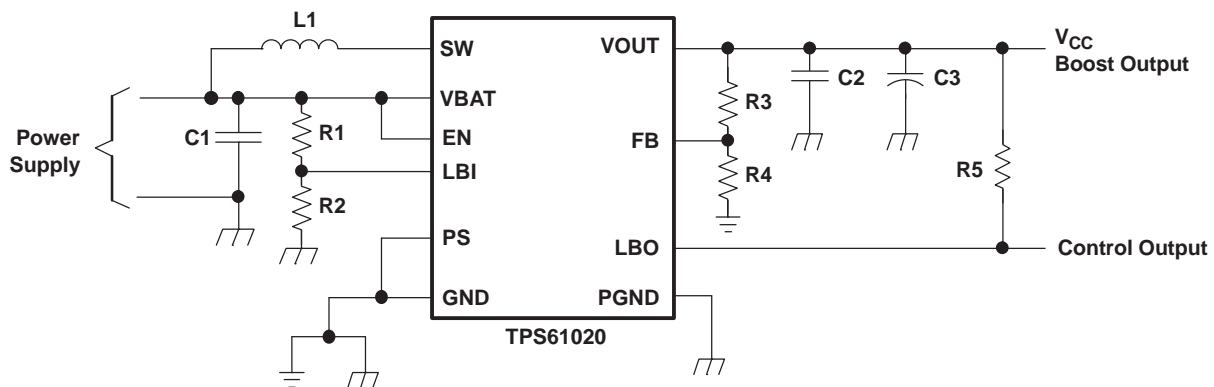 L1
SW
VOUT
V_CC
Boost Output
C2
C3
R3
VBAT
Power
Supply
C1
R1
EN
FB
LBI
R4
R5
R2
PS
LBO
Control Output
GND
PGND
TPS61020